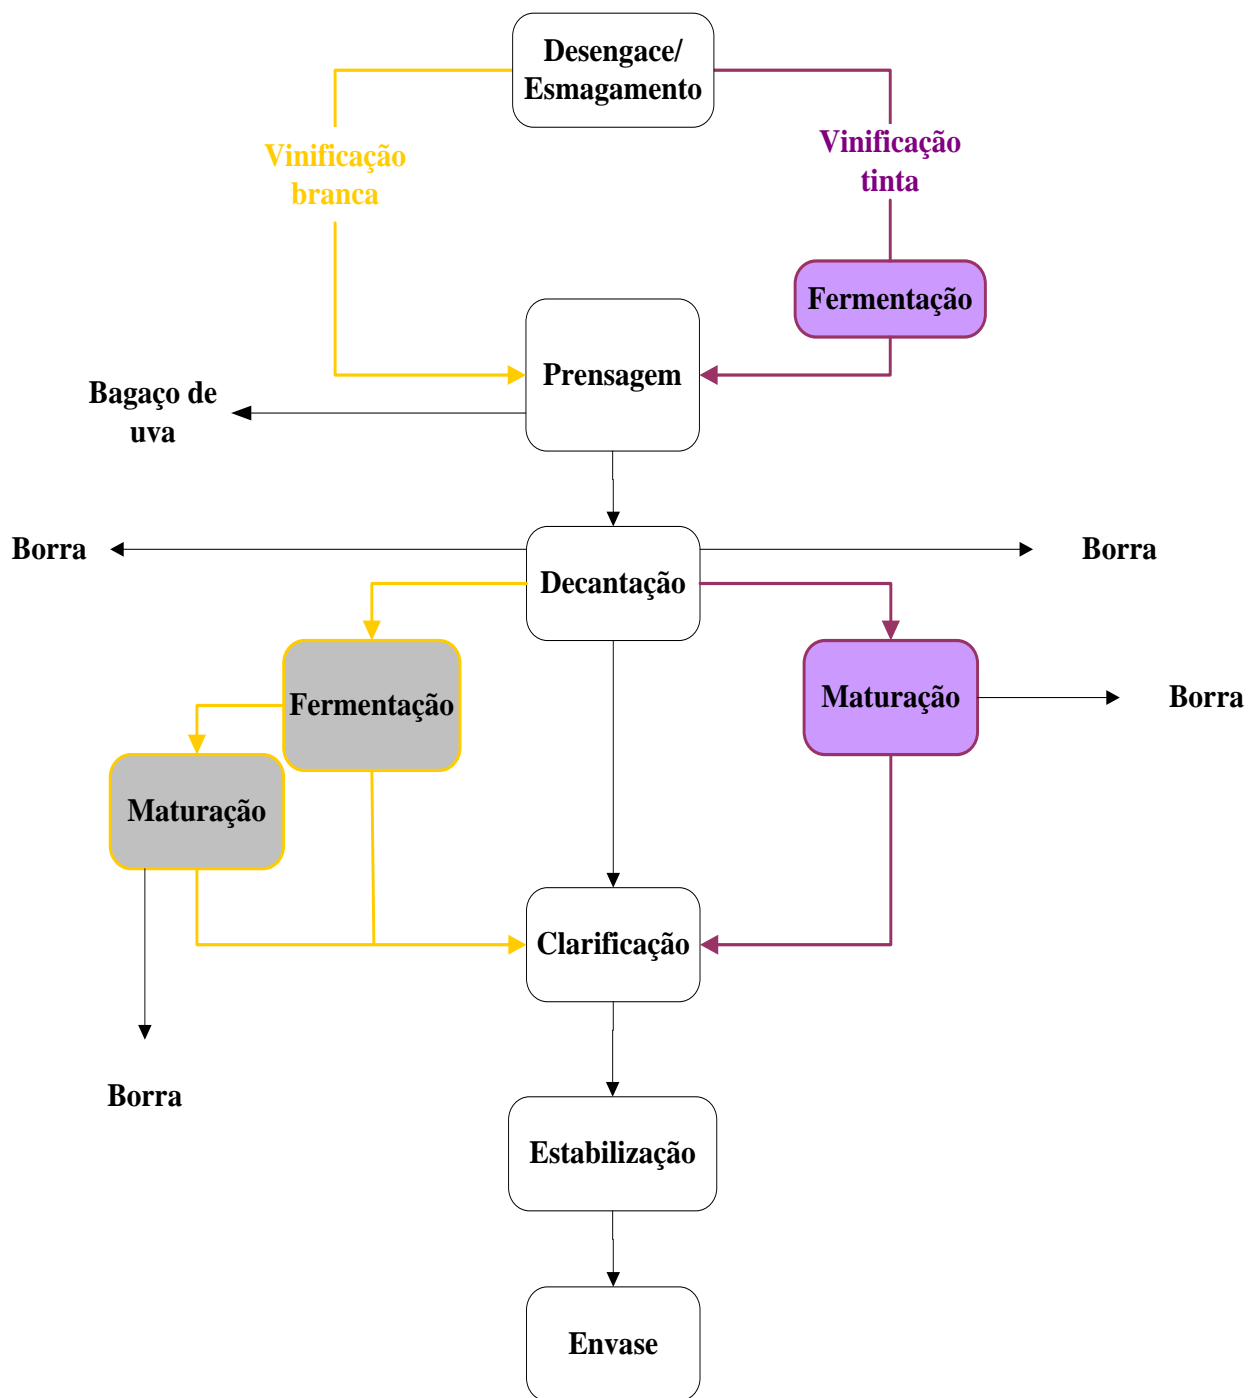 Desengace/
Esmagamento
Vinificação
branca
Vinificação
tinta
Fermentação
Prensagem
Bagaço de
uva
Borra
Decantação
Borra
Fermentação
Maturação
Borra
Maturação
Clarificação
Borra
Estabilização
Envase